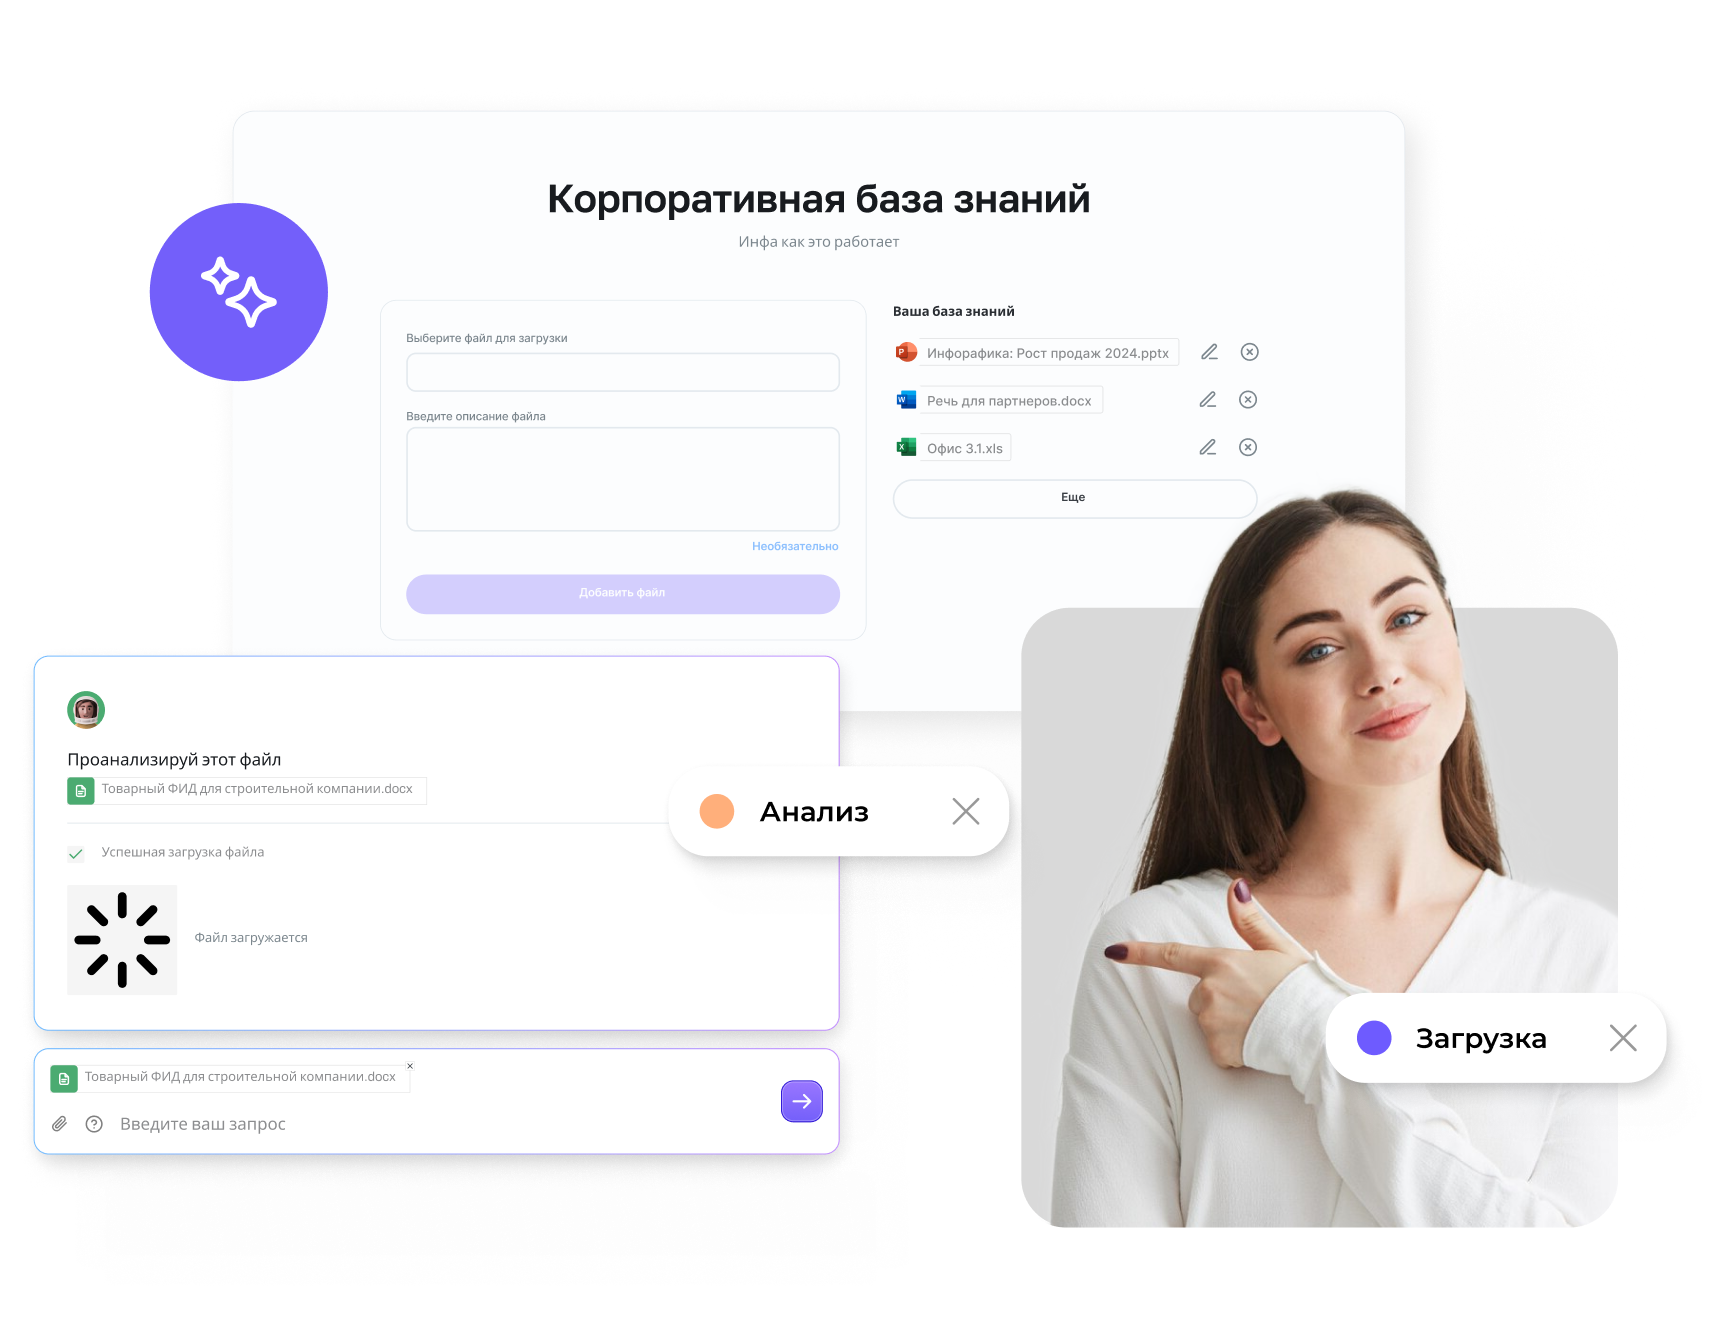 Корпоративная база знаний
Инфа как это работает
Выберите файл для загрузки
Введите описание файла
Необязательно
Добавить файл
Ваша база знаний
P
Инфорафика: Рост продаж 2024.pptx
W
Речь для партнеров.docx
X
Офис 3.1.xls
Еще
Проанализируй этот файл
Товарный ФИД для строительной компании.docx
Успешная загрузка файла
Файл загружается
Анализ
Загрузка
Товарный ФИД для строительной компании.docx
Введите ваш запрос